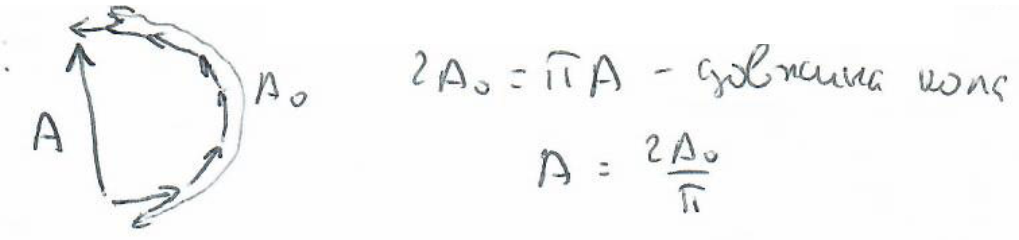 A
A₀
2A₀ = πA - довжина кола
A = 2A₀/π